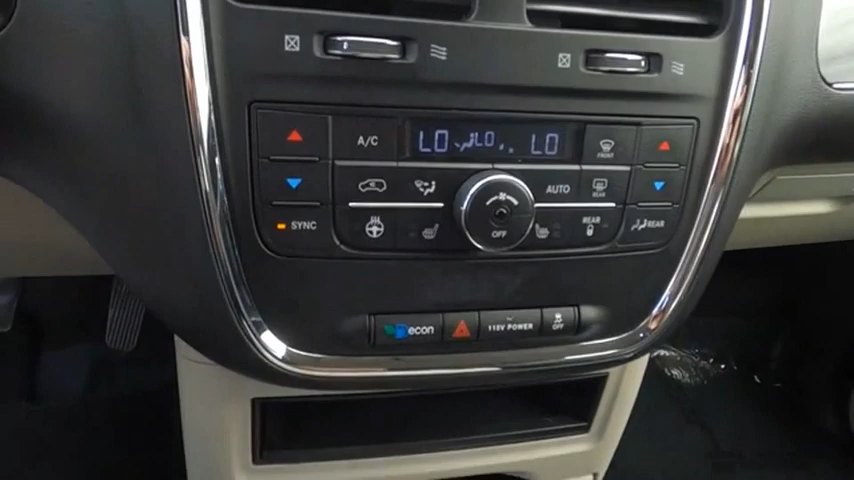 A/C LO LO LO FRONT
AUTO REAR
SYNC OFF REAR REAR
econ 115V POWER OFF